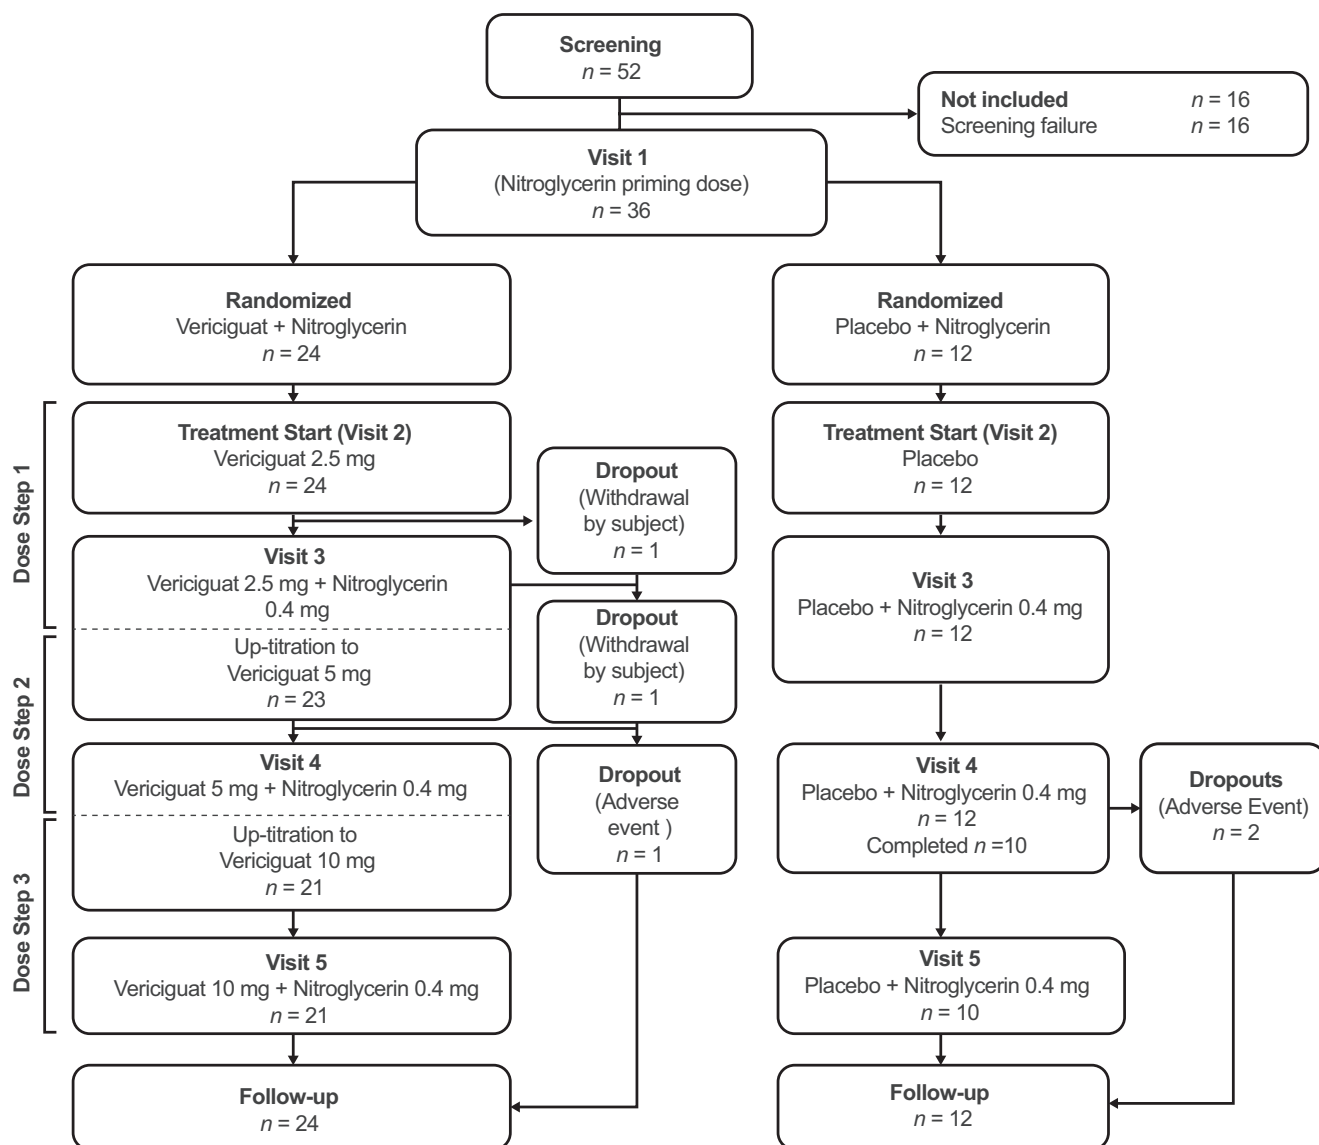 Screening
n = 52
Not included n = 16
Screening failure n = 16
Visit 1
(Nitroglycerin priming dose)
n = 36
Randomized
Vericiguat + Nitroglycerin
n = 24
Randomized
Placebo + Nitroglycerin
n = 12
Dose Step 1
Treatment Start (Visit 2)
Vericiguat 2.5 mg
n = 24
Dropout
(Withdrawal
by subject)
n = 1
Treatment Start (Visit 2)
Placebo
n = 12
Visit 3
Vericiguat 2.5 mg + Nitroglycerin
0.4 mg
Dose Step 2
Up-titration to
Vericiguat 5 mg
n = 23
Dropout
(Withdrawal
by subject)
n = 1
Visit 3
Placebo + Nitroglycerin 0.4 mg
n = 12
Visit 4
Vericiguat 5 mg + Nitroglycerin 0.4 mg
Dose Step 3
Up-titration to
Vericiguat 10 mg
n = 21
Dropout
(Adverse
event )
n = 1
Visit 4
Placebo + Nitroglycerin 0.4 mg
n = 12
Completed n =10
Dropouts
(Adverse Event)
n = 2
Visit 5
Vericiguat 10 mg + Nitroglycerin 0.4 mg
n = 21
Visit 5
Placebo + Nitroglycerin 0.4 mg
n = 10
Follow-up
n = 24
Follow-up
n = 12